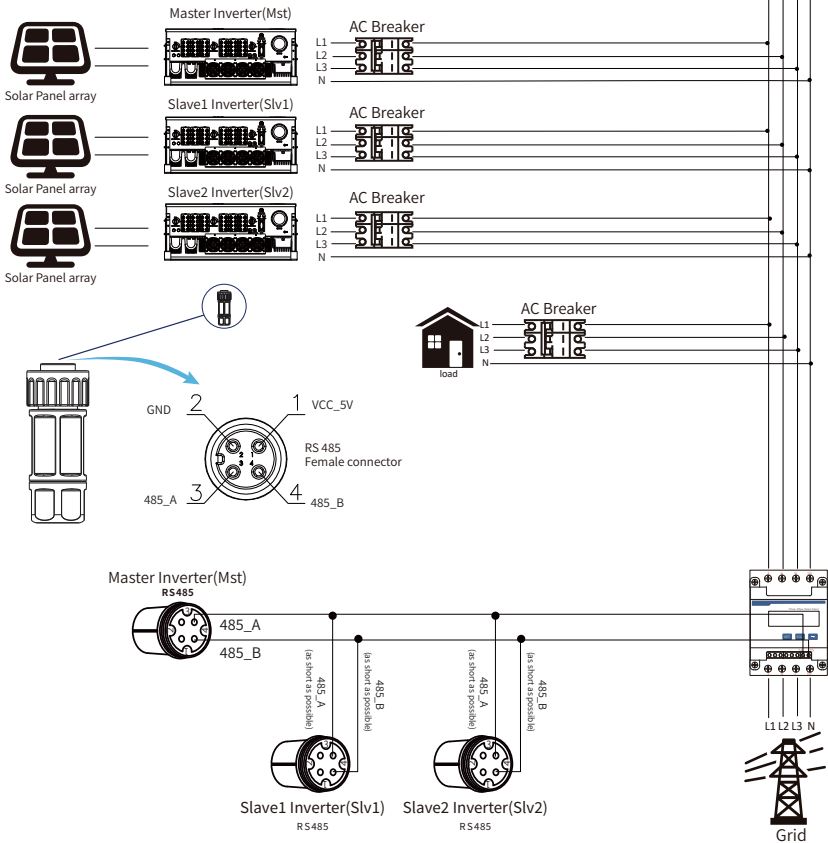 Master Inverter(Mst)
AC Breaker
L1
L2
L3
N
Solar Panel array
Slave1 Inverter(Slv1)
AC Breaker
L1
L2
L3
N
Solar Panel array
Slave2 Inverter(Slv2)
AC Breaker
L1
L2
L3
N
Solar Panel array
AC Breaker
L1
L2
L3
N
load
GND 2
1 VCC_5V
2 1
3 4
RS 485
Female connector
485_A 3
4 485_B
Master Inverter(Mst)
RS485
485_A
485_B
485_A
(as short as possible)
485_B
(as short as possible)
485_A
(as short as possible)
485_B
(as short as possible)
L1 L2 L3 N
Slave1 Inverter(Slv1)
RS485
Slave2 Inverter(Slv2)
RS485
Grid